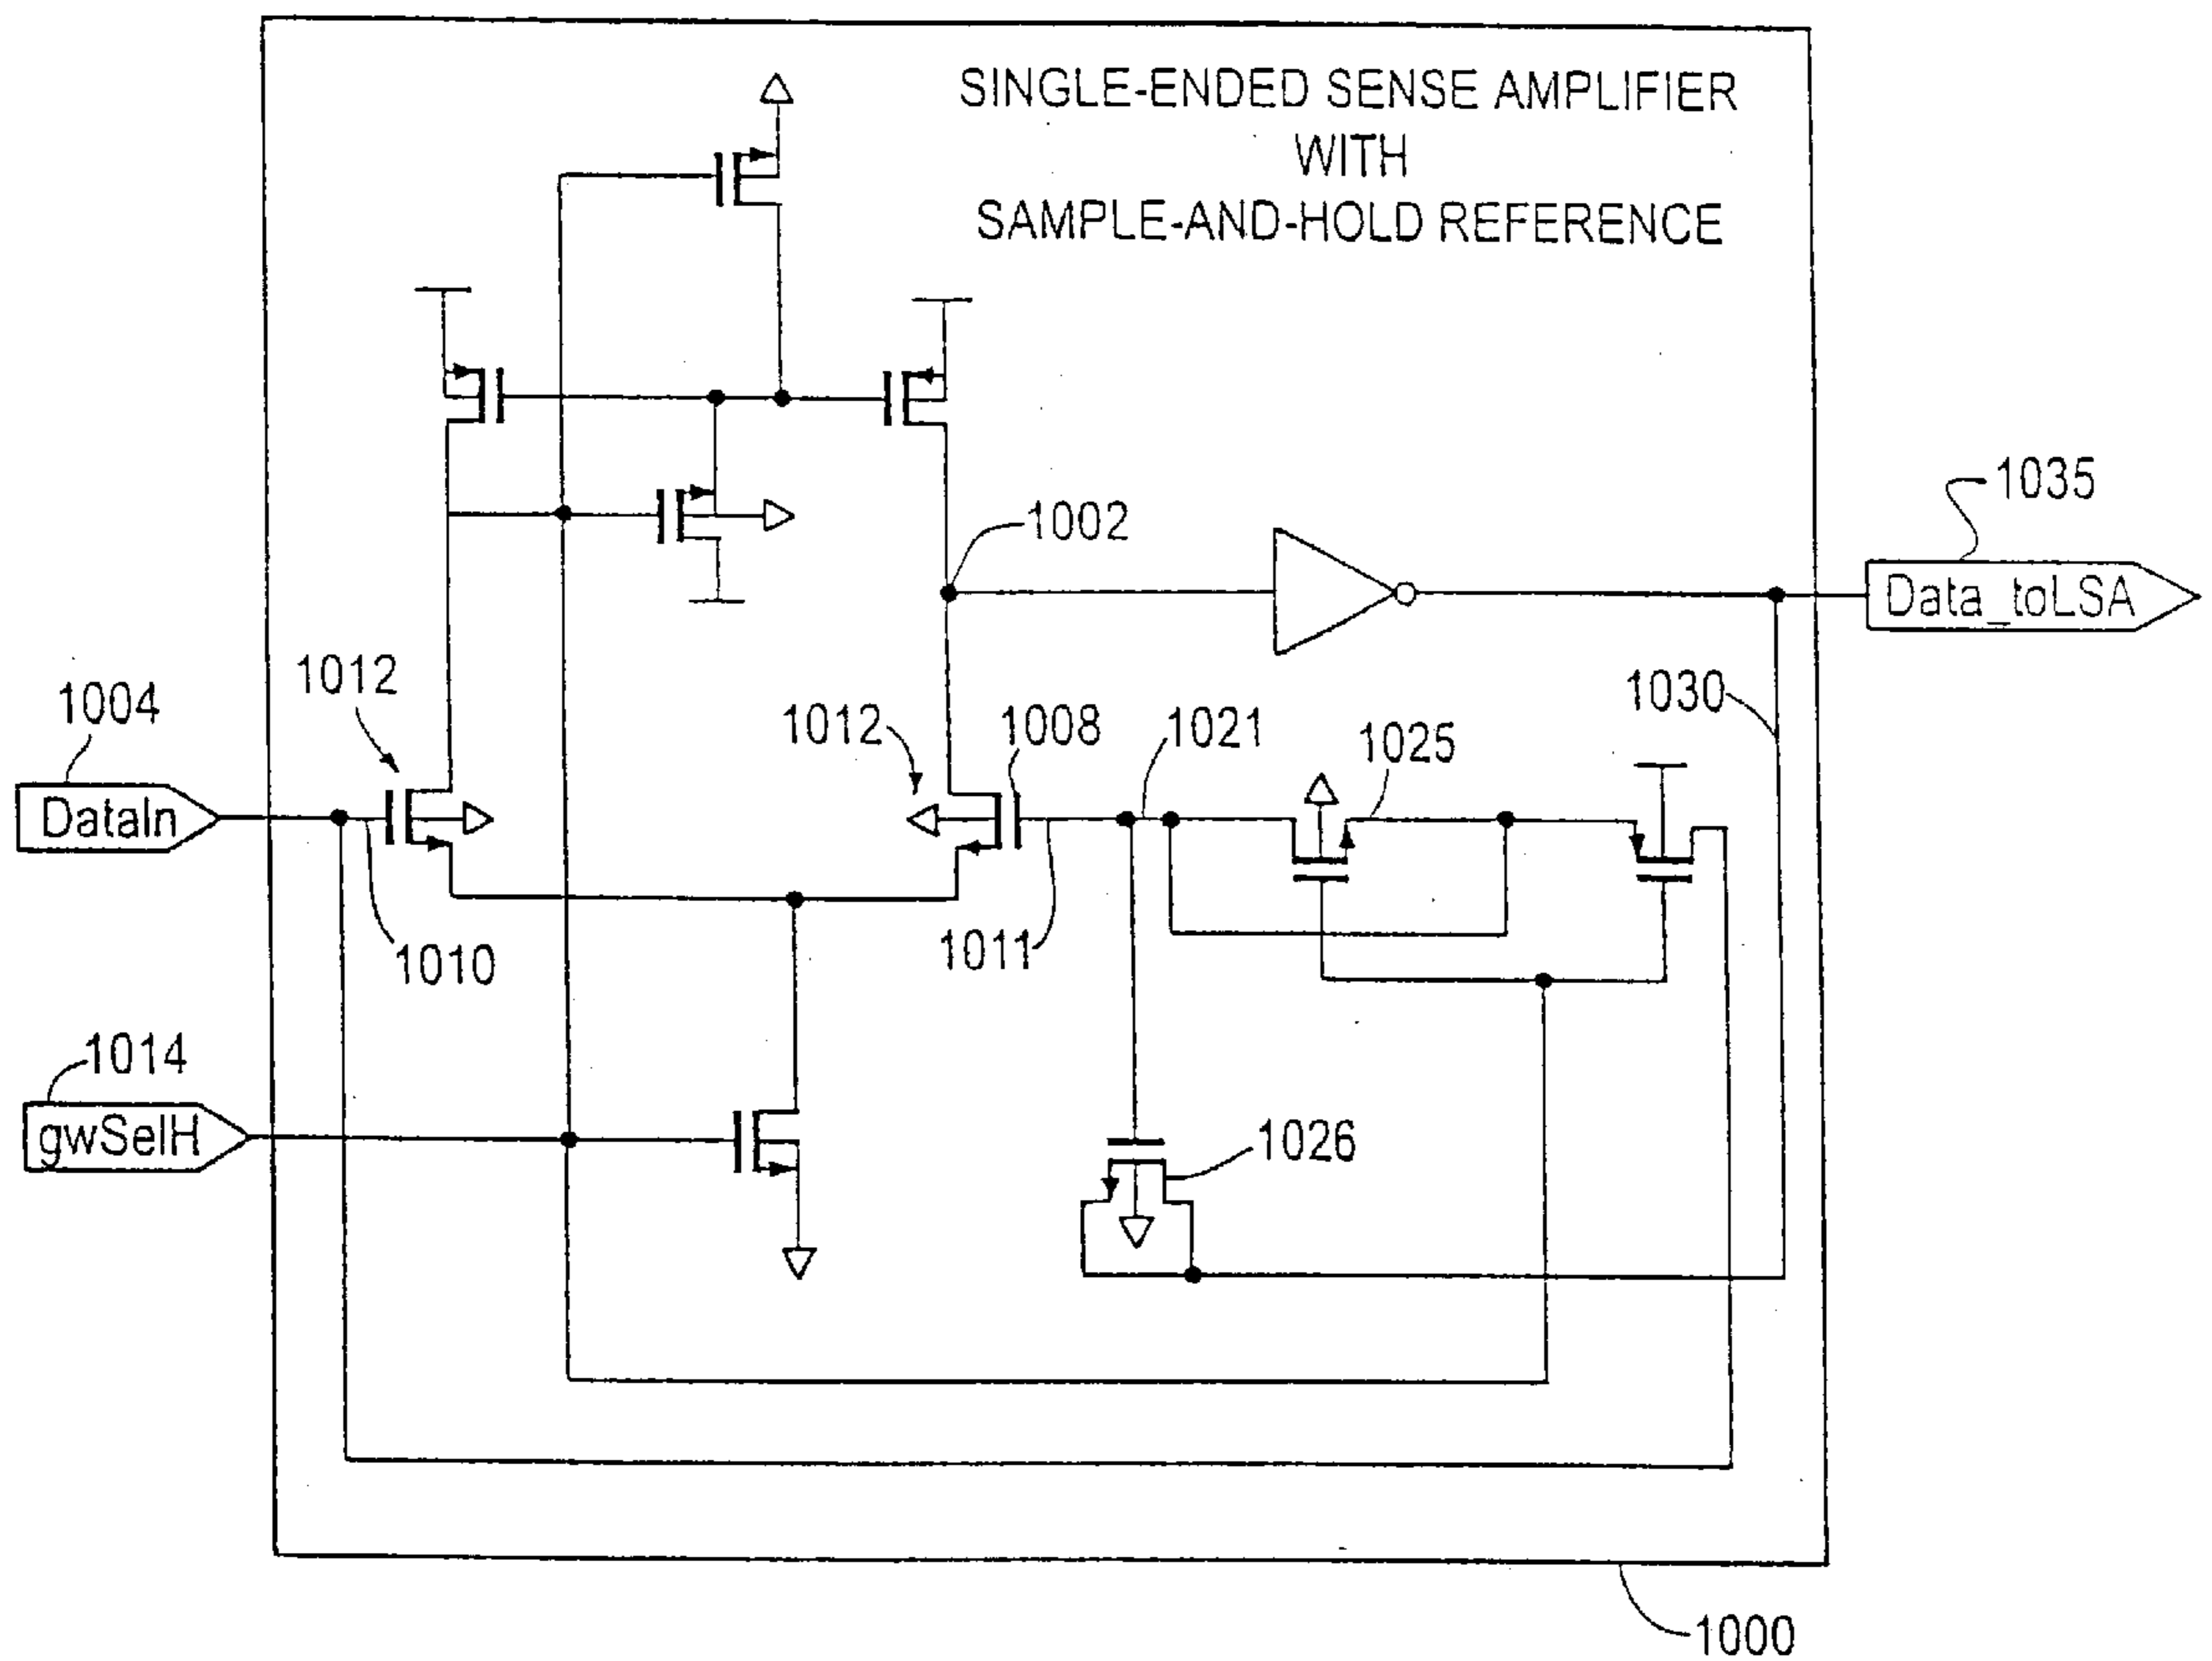 SINGLE-ENDED SENSE AMPLIFIER
WITH
SAMPLE-AND-HOLD REFERENCE
1035
1002
Data_toLSA
1012
1004
1030
1012
1008
1021
1025
DataIn
1010
1011
1014
gwSelH
1026
1000